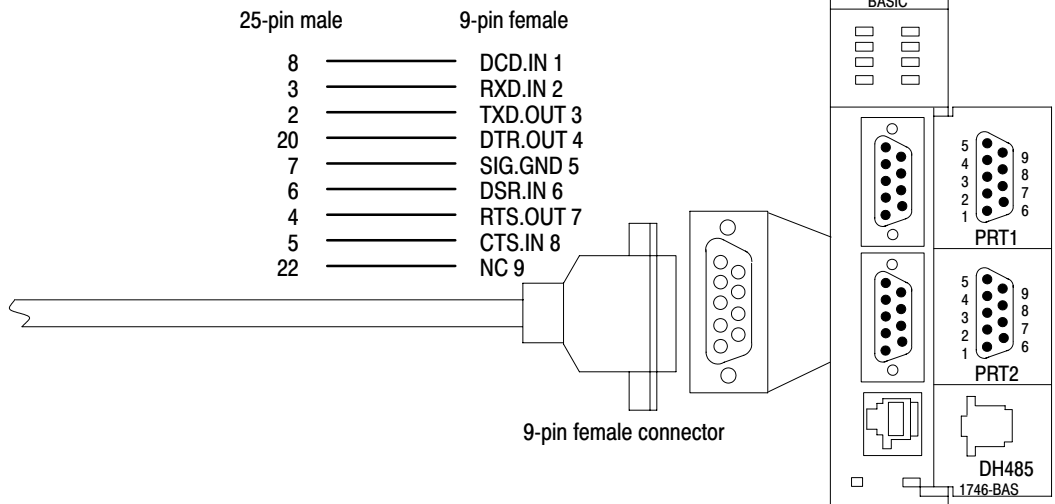 BASIC
25-pin male 9-pin female
8 DCD.IN 1
3 RXD.IN 2
2 TXD.OUT 3
20 DTR.OUT 4
7 SIG.GND 5
6 DSR.IN 6
4 RTS.OUT 7
5 CTS.IN 8
22 NC 9
9-pin female connector
5
4
3
2
1
9
8
7
6
PRT1
5
4
3
2
1
9
8
7
6
PRT2
DH485
1746-BAS